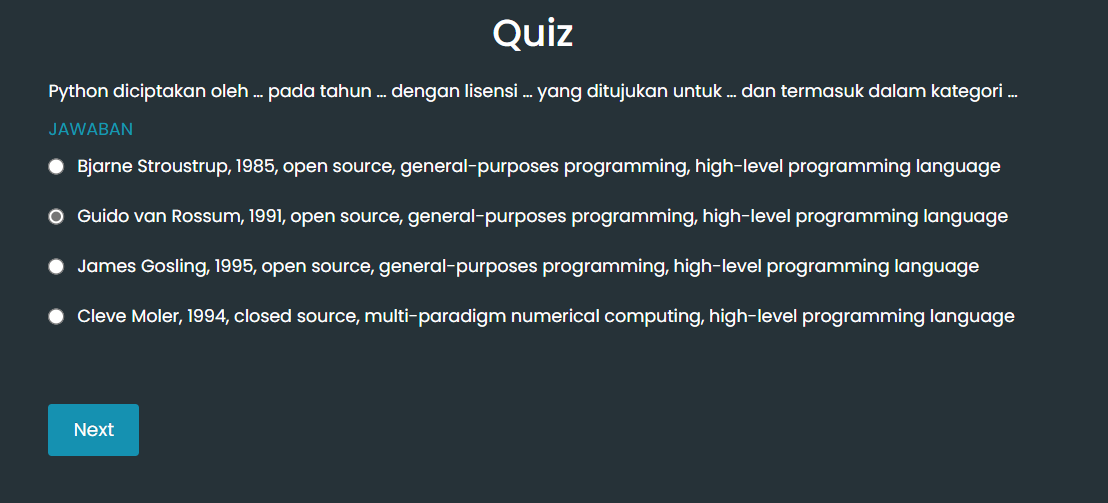 Quiz
Python diciptakan oleh ... pada tahun ... dengan lisensi ... yang ditujukan untuk ... dan termasuk dalam kategori ...
JAWABAN
Bjarne Stroustrup, 1985, open source, general-purposes programming, high-level programming language
Guido van Rossum, 1991, open source, general-purposes programming, high-level programming language
James Gosling, 1995, open source, general-purposes programming, high-level programming language
Cleve Moler, 1994, closed source, multi-paradigm numerical computing, high-level programming language
Next